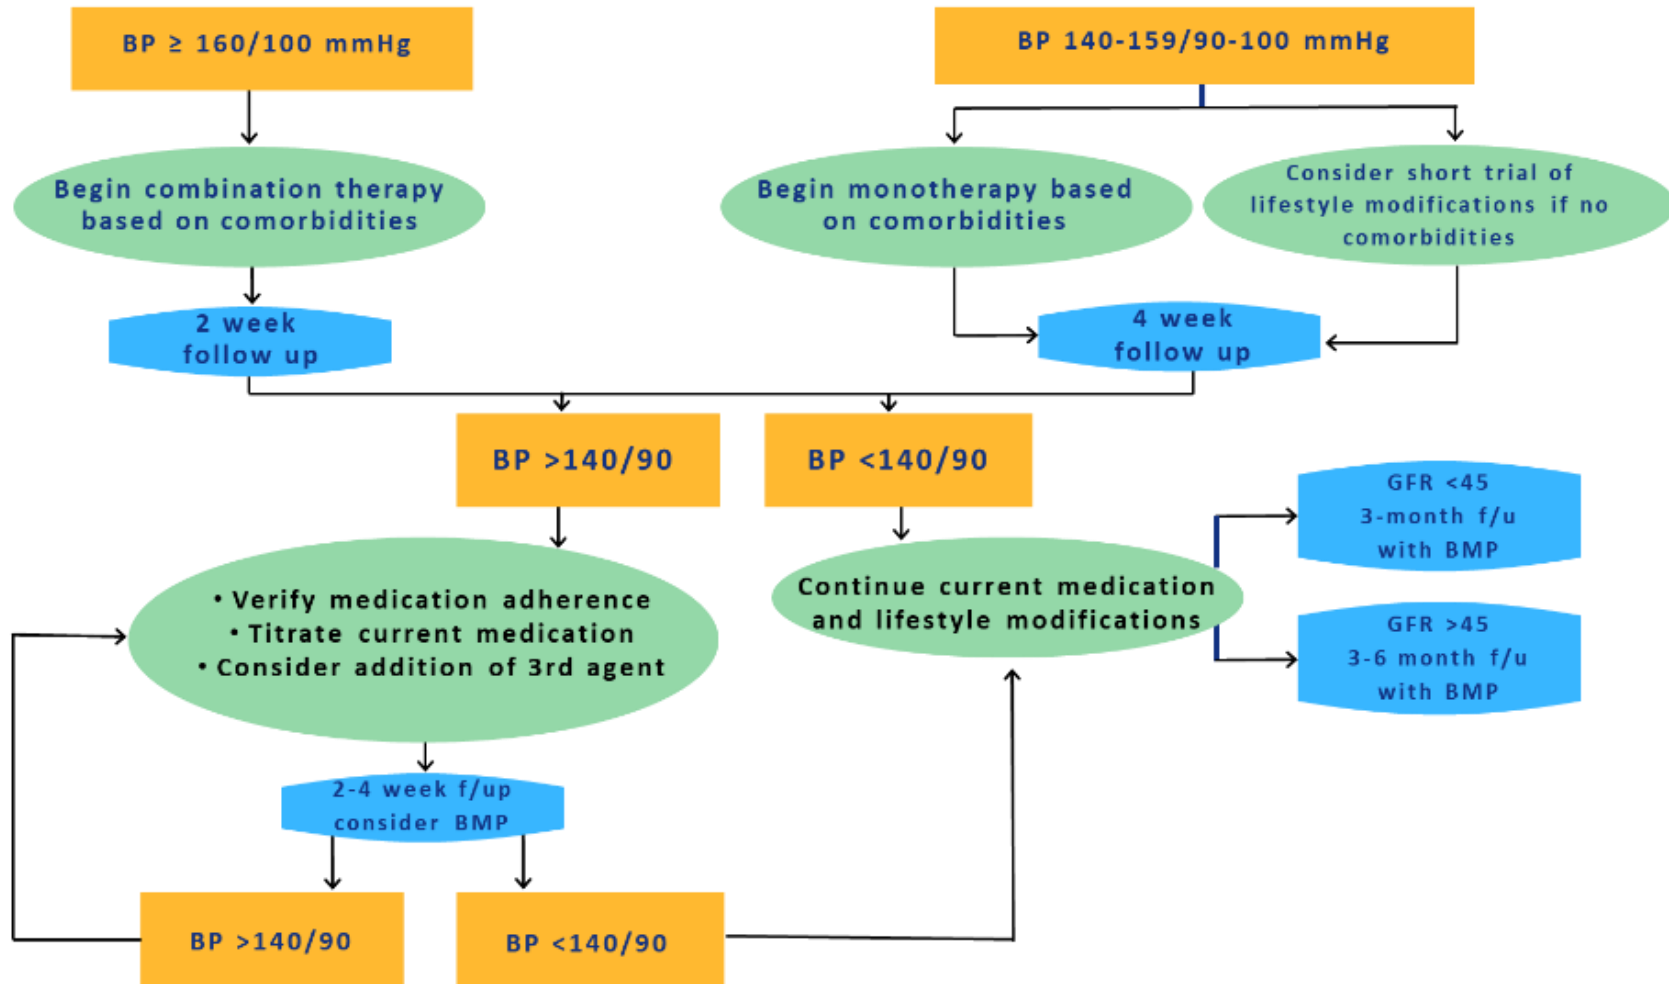 BP ≥ 160/100 mmHg
BP 140-159/90-100 mmHg
Begin combination therapy
based on comorbidities
Begin monotherapy based
on comorbidities
Consider short trial of
lifestyle modifications if no
comorbidities
2 week
follow up
4 week
follow up
BP >140/90
BP <140/90
• Verify medication adherence
• Titrate current medication
• Consider addition of 3rd agent
Continue current medication
and lifestyle modifications
GFR <45
3-month f/u
with BMP
GFR >45
3-6 month f/u
with BMP
2-4 week f/up
consider BMP
BP >140/90
BP <140/90